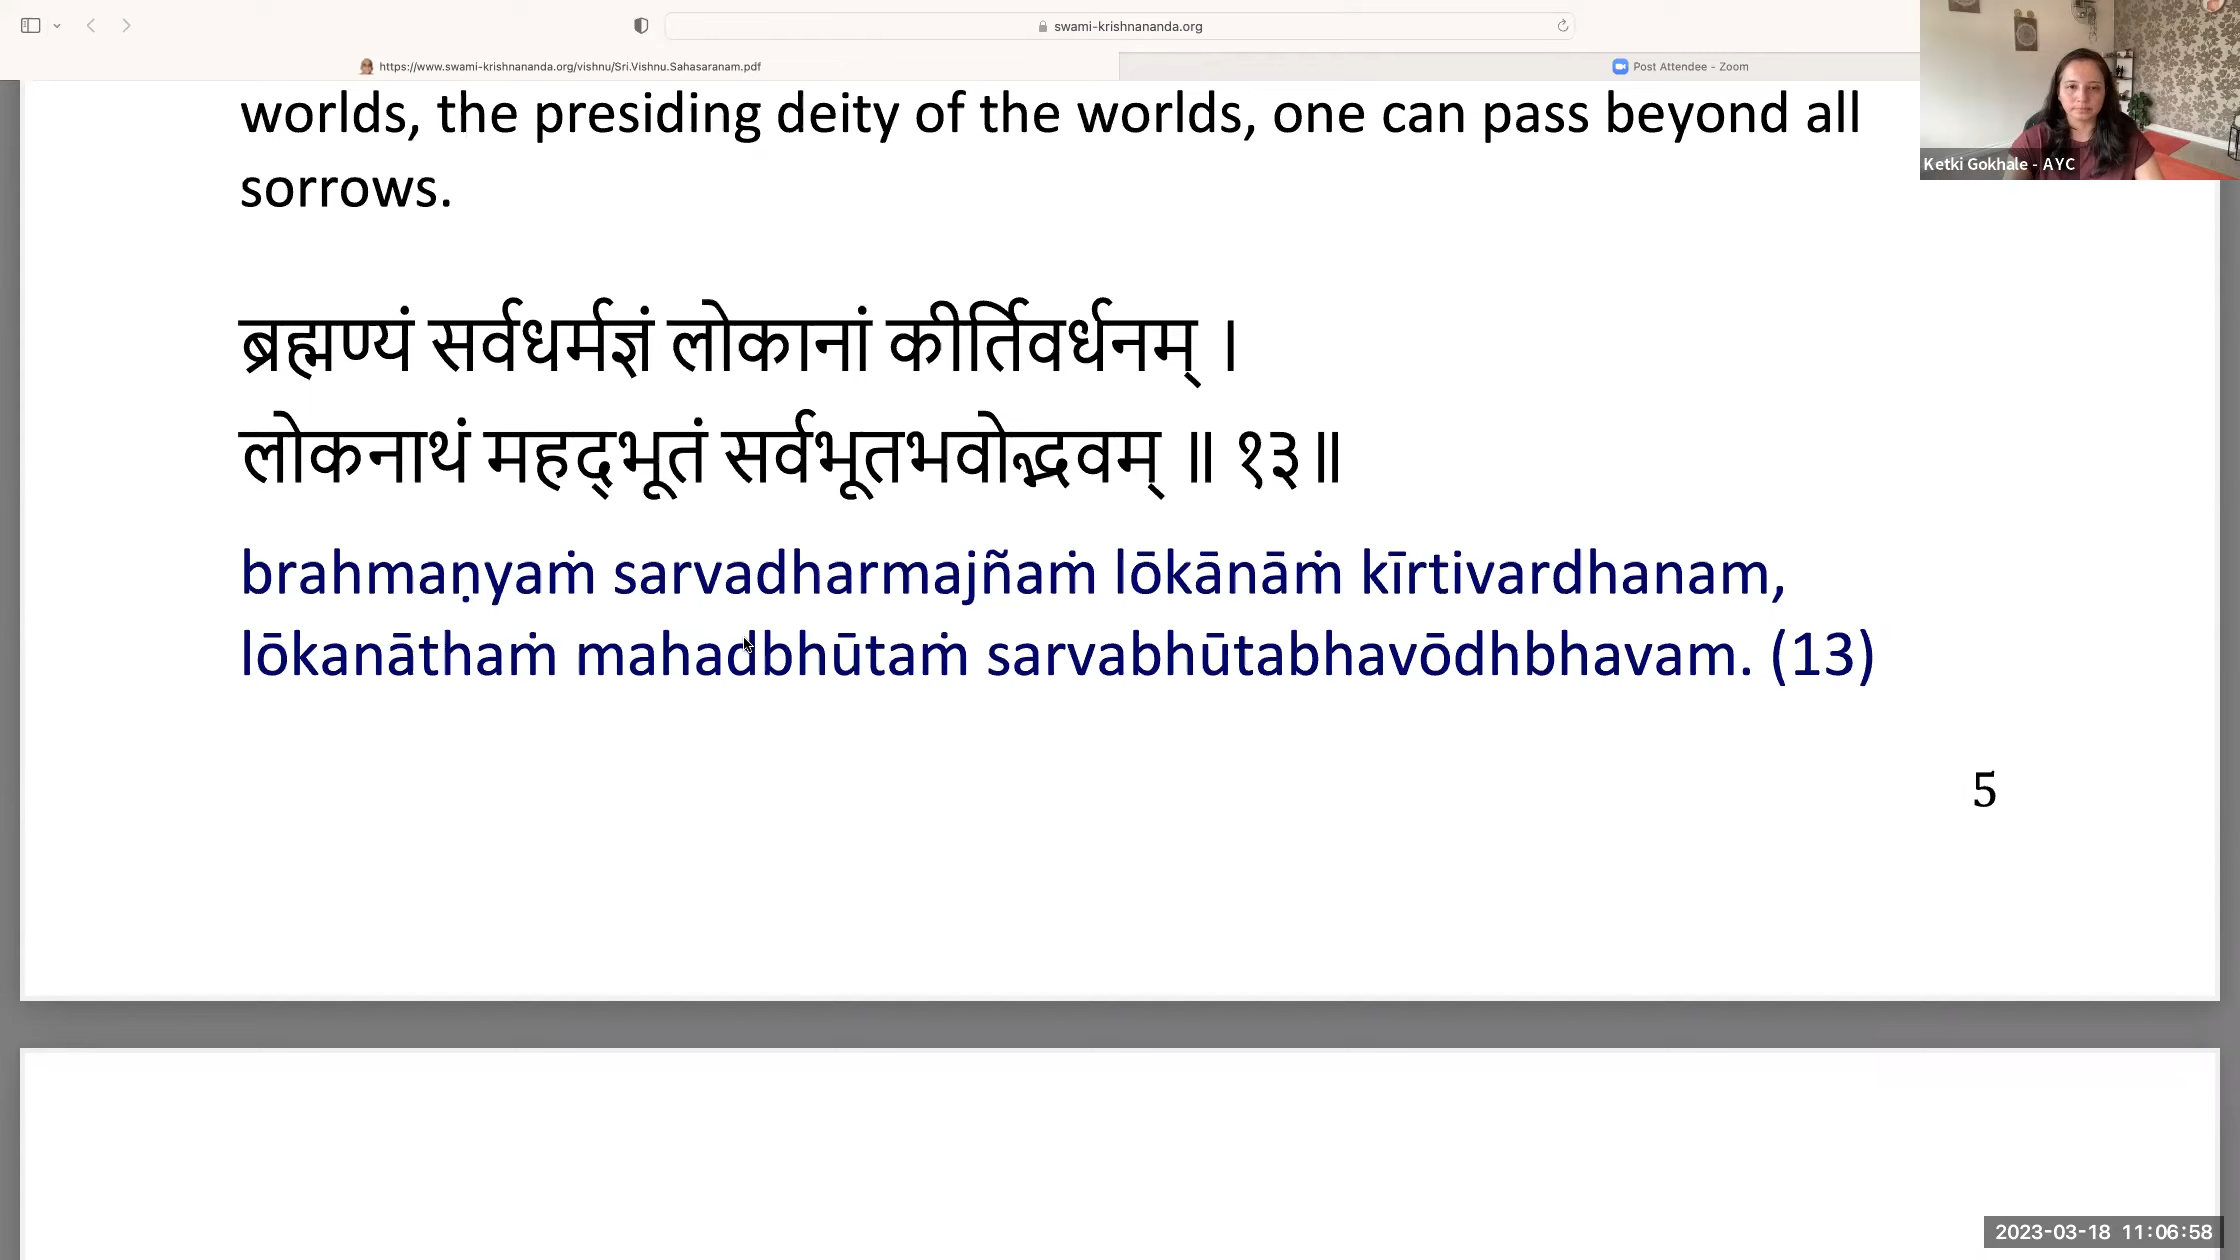 swami-krishnananda.org
https://www.swami-krishnananda.org/vishnu/Sri.Vishnu.Sahasaranam.pdf
Post Attendee - Zoom
Ketki Gokhale - AYC
worlds, the presiding deity of the worlds, one can pass beyond all
sorrows.
ब्रह्मण्यं सर्वधर्मज्ञं लोकानां कीर्तिवर्धनम् ।
लोकनाथं महद्‌भूतं सर्वभूतभवोद्भवम् ॥ १३॥
brahmaṇyaṁ sarvadharmajñaṁ lōkānāṁ kīrtivardhanam,
lōkanāthaṁ mahadbhūtaṁ sarvabhūtabhavōdhbhavam. (13)
5
2023-03-18 11:06:58